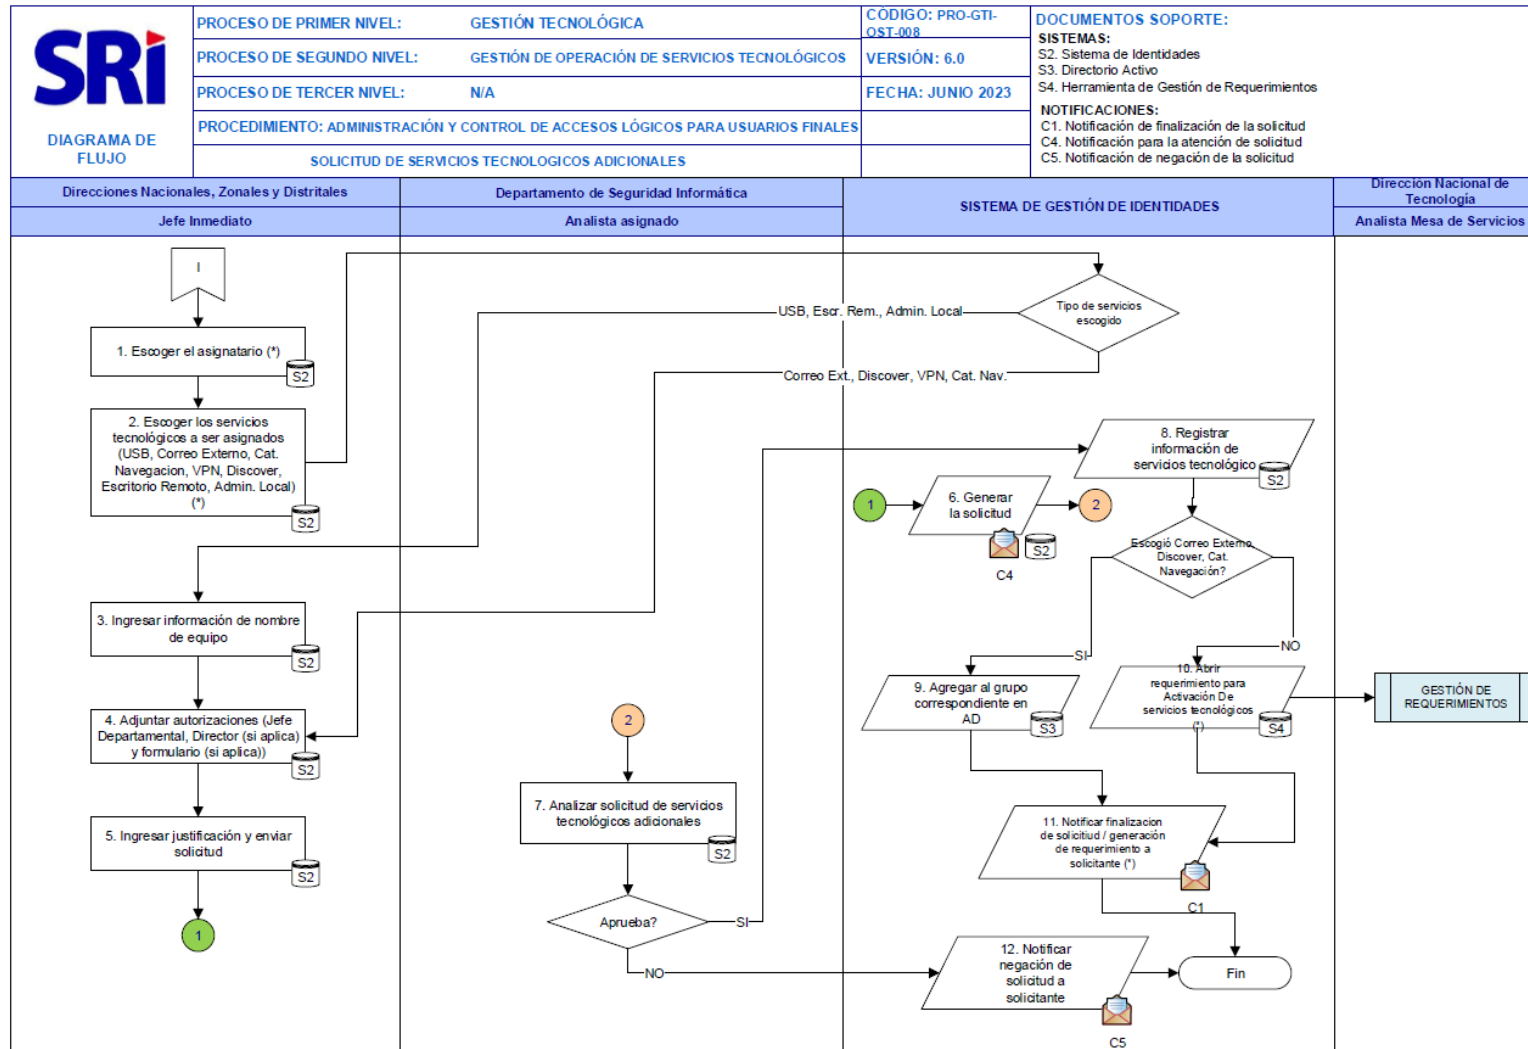 SRi
DIAGRAMA DE
FLUJO
PROCESO DE PRIMER NIVEL: GESTIÓN TECNOLÓGICA
CÓDIGO: PRO-GTI-
OST-008
PROCESO DE SEGUNDO NIVEL: GESTIÓN DE OPERACIÓN DE SERVICIOS TECNOLÓGICOS
VERSIÓN: 6.0
PROCESO DE TERCER NIVEL: N/A
FECHA: JUNIO 2023
PROCEDIMIENTO: ADMINISTRACIÓN Y CONTROL DE ACCESOS LÓGICOS PARA USUARIOS FINALES
SOLICITUD DE SERVICIOS TECNOLOGICOS ADICIONALES
DOCUMENTOS SOPORTE:
SISTEMAS:
S2. Sistema de Identidades
S3. Directorio Activo
S4. Herramienta de Gestión de Requerimientos
NOTIFICACIONES:
C1. Notificación de finalización de la solicitud
C4. Notificación para la atención de solicitud
C5. Notificación de negación de la solicitud
Direcciones Nacionales, Zonales y Distritales
Jefe Inmediato
Departamento de Seguridad Informática
Analista asignado
SISTEMA DE GESTIÓN DE IDENTIDADES
Dirección Nacional de
Tecnología
Analista Mesa de Servicios
I
1. Escoger el asignatario (*)
S2
2. Escoger los servicios
tecnológicos a ser asignados
(USB, Correo Externo, Cat.
Navegacion, VPN, Discover,
Escritorio Remoto, Admin. Local)
(*)
S2
3. Ingresar información de nombre
de equipo
S2
4. Adjuntar autorizaciones (Jefe
Departamental, Director (si aplica)
y formulario (si aplica))
S2
5. Ingresar justificación y enviar
solicitud
S2
1
2
7. Analizar solicitud de servicios
tecnológicos adicionales
S2
Aprueba?
SI
NO
Tipo de servicios
escogido
USB, Escr. Rem., Admin. Local
Correo Ext., Discover, VPN, Cat. Nav.
8. Registrar
información de
servicios tecnológico
S2
1
6. Generar
la solicitud
2
S2
C4
Escogió Correo Externo,
Discover, Cat.
Navegación?
SI
NO
9. Agregar al grupo
correspondiente en
AD
S3
10. Abrir
requerimiento para
Activación De
servicios tecnológicos
(*)
S4
GESTIÓN DE
REQUERIMIENTOS
11. Notificar finalizacion
de solicitiud / generación
de requerimiento a
solicitante (*)
C1
12. Notificar
negación de
solicitud a
solicitante
C5
Fin